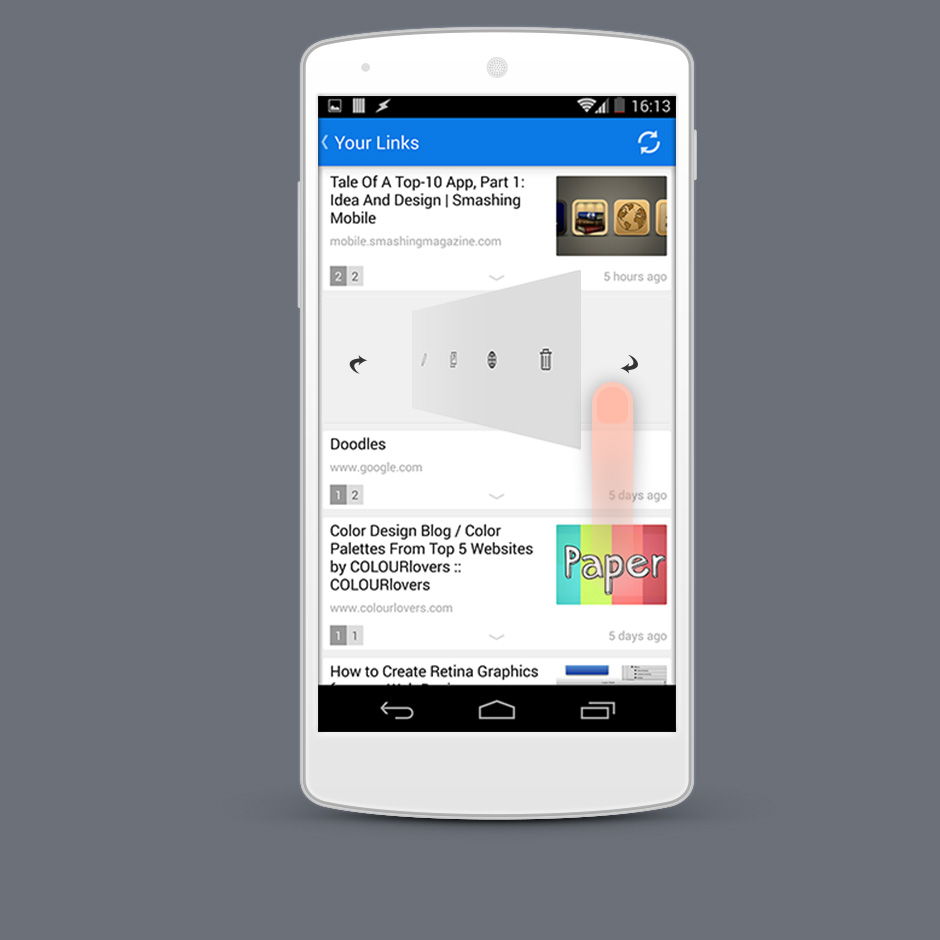 16:13
Your Links
Tale Of A Top-10 App, Part 1:
Idea And Design | Smashing
Mobile
mobile.smashingmagazine.com
2 2
5 hours ago
Doodles
www.google.com
1 2
5 days ago
Color Design Blog / Color
Palettes From Top 5 Websites
by COLOURlovers ::
COLOURlovers
www.colourlovers.com
Paper
1 1
5 days ago
How to Create Retina Graphics